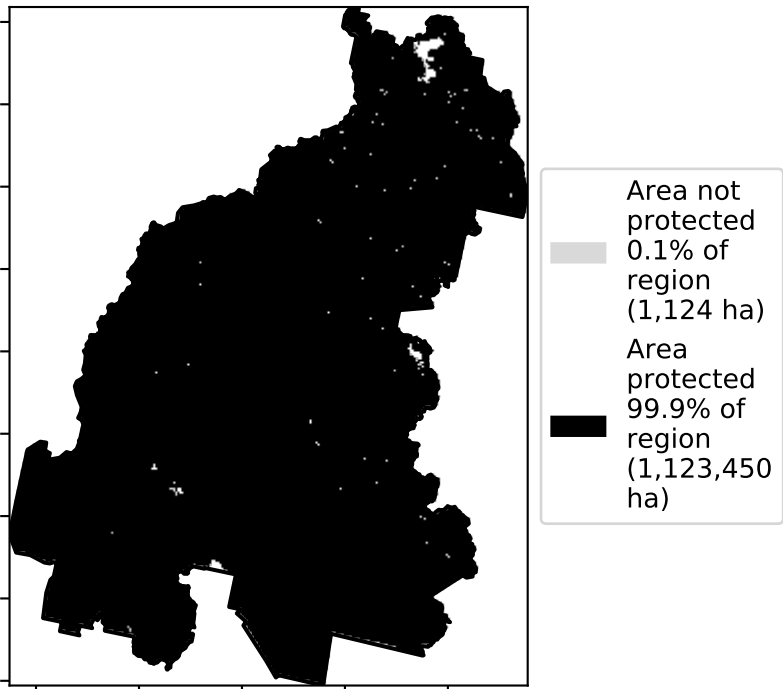 Area not
protected
0.1% of
region
(1,124 ha)
Area
protected
99.9% of
region
(1,123,450
ha)